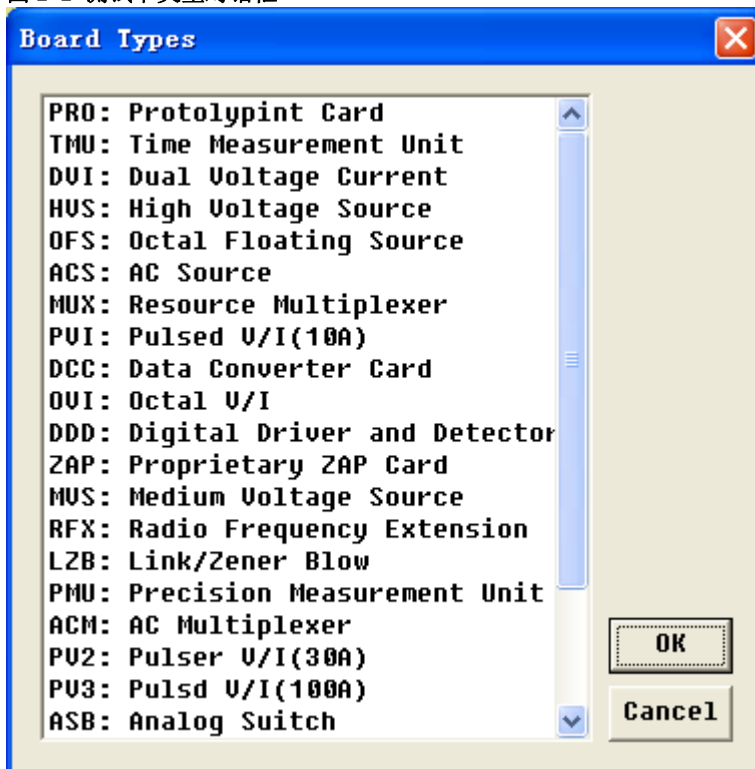 Board Types
PRO: Protolypint Card
TMU: Time Measurement Unit
DVI: Dual Voltage Current
HVS: High Voltage Source
OFS: Octal Floating Source
ACS: AC Source
MUX: Resource Multiplexer
PVI: Pulsed V/I(10A)
DCC: Data Converter Card
OVI: Octal V/I
DDD: Digital Driver and Detector
ZAP: Proprietary ZAP Card
MVS: Medium Voltage Source
RFX: Radio Frequency Extension
LZB: Link/Zener Blow
PMU: Precision Measurement Unit
ACM: AC Multiplexer
PV2: Pulser V/I(30A)
PV3: Pulsd V/I(100A)
ASB: Analog Suitch
OK
Cancel